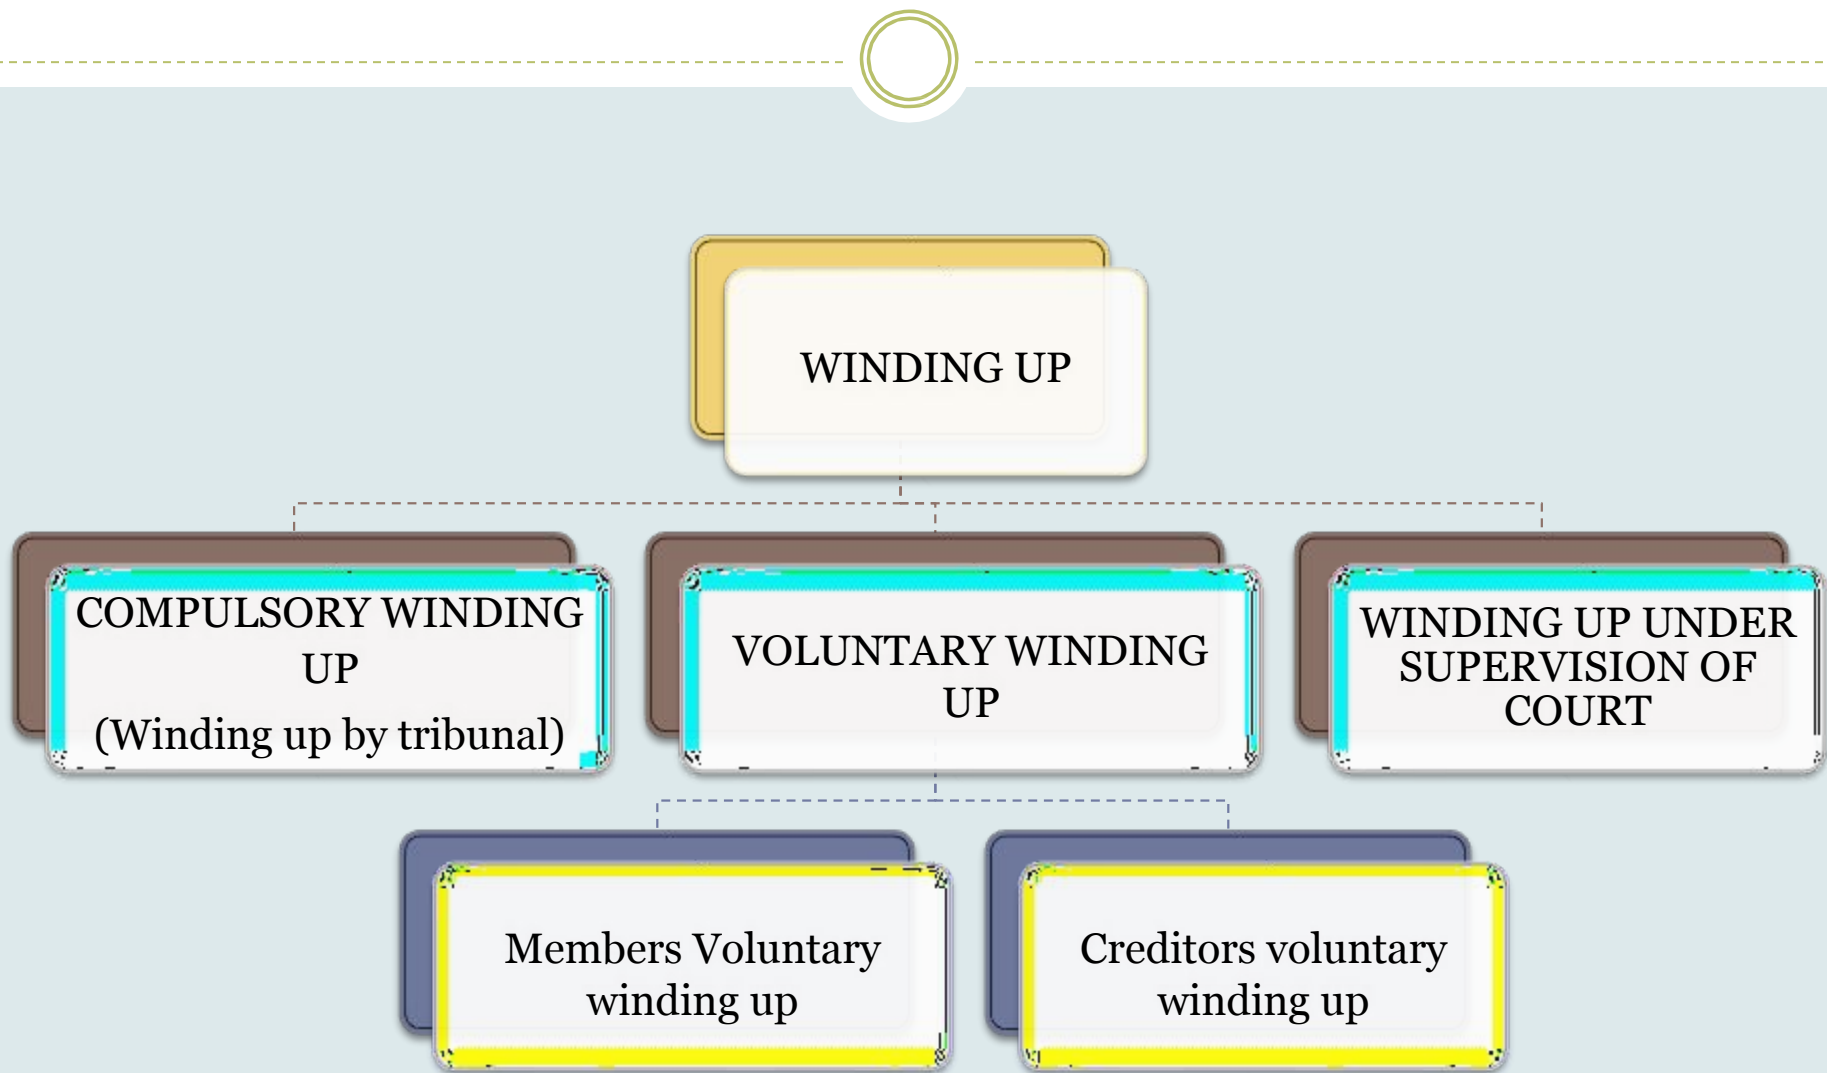 WINDING UP
COMPULSORY WINDING
UP
(Winding up by tribunal)
VOLUNTARY WINDING
UP
WINDING UP UNDER
SUPERVISION OF
COURT
Members Voluntary
winding up
Creditors voluntary
winding up